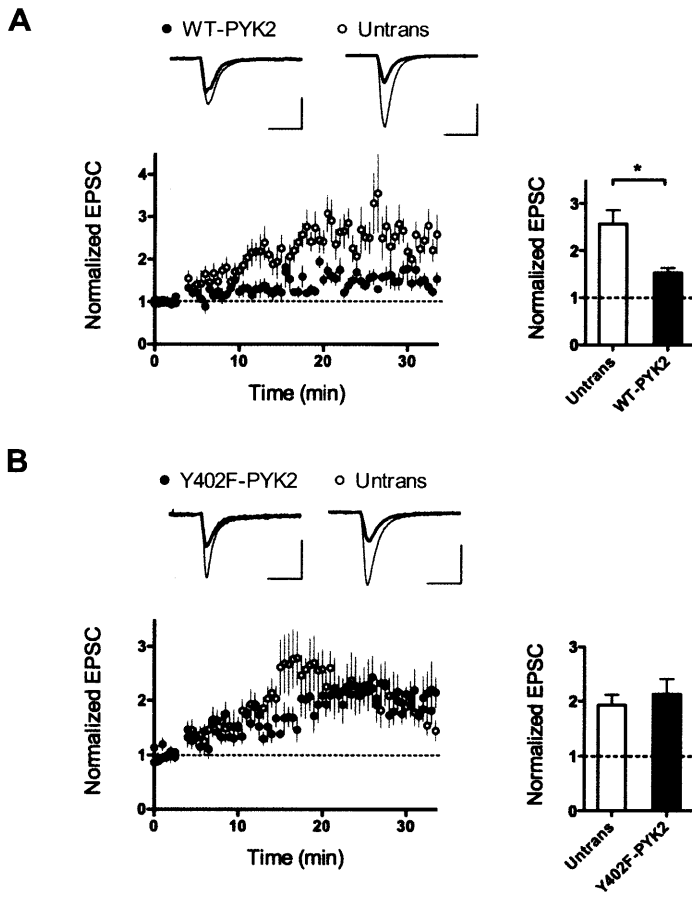 A
WT-PYK2 Untrans
Normalized EPSC
4
3
2
1
0
0 10 20 30
Time (min)
Normalized EPSC
3
2
1
0
*
Untrans
WT-PYK2
B
Y402F-PYK2 Untrans
Normalized EPSC
3
2
1
0
0 10 20 30
Time (min)
Normalized EPSC
3
2
1
0
Untrans
Y402F-PYK2